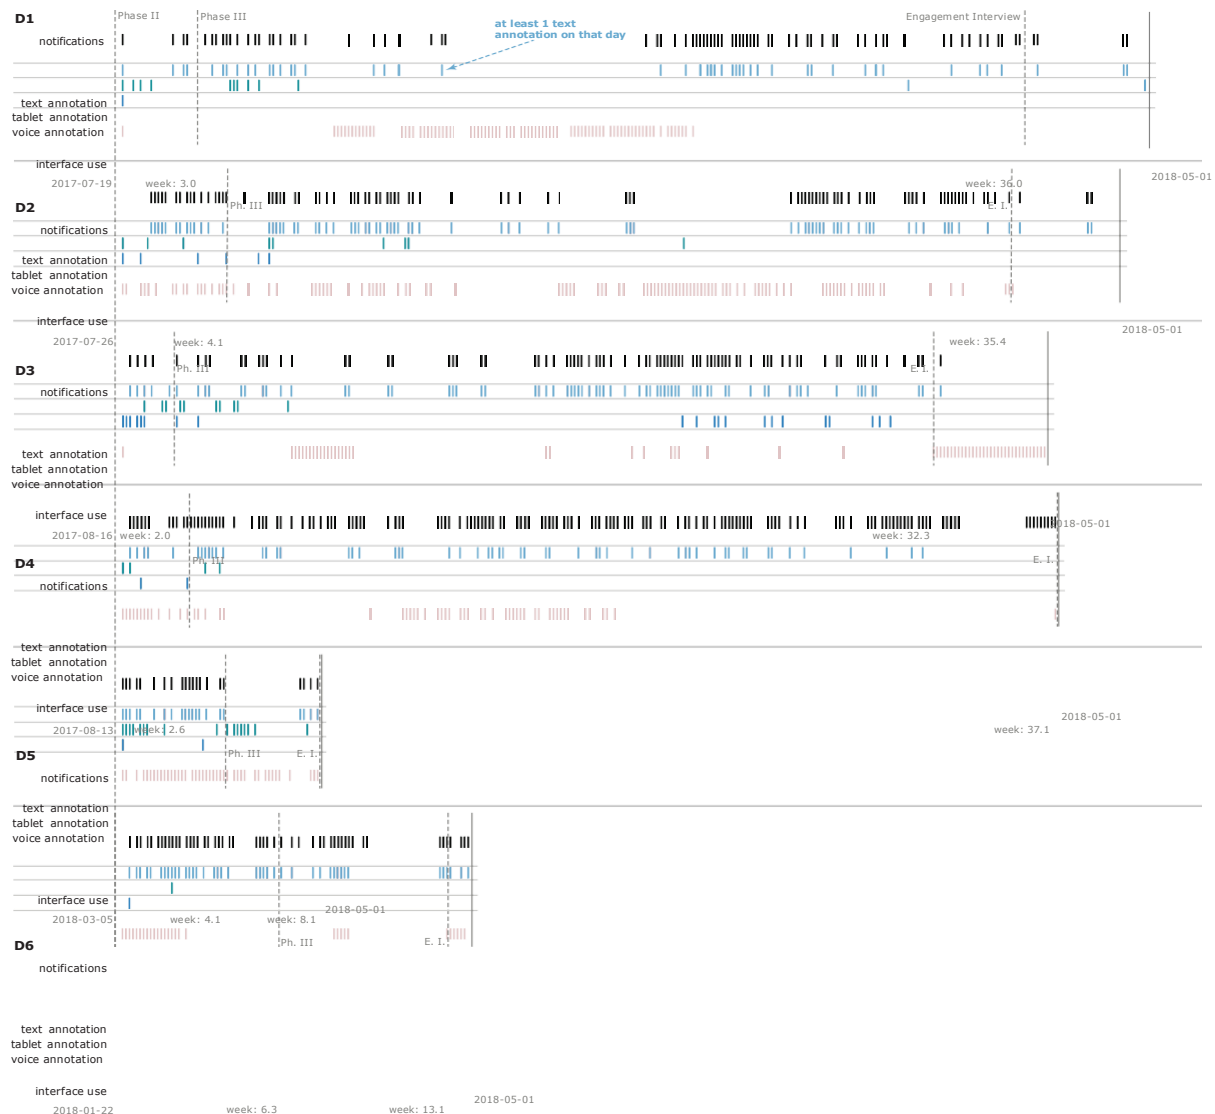 D1 Phase II Phase III Engagement Interview
at least 1 text
annotation on that day
notifications
text annotation
tablet annotation
voice annotation
interface use
2017-07-19 week: 3.0 week: 36.0 2018-05-01
D2 Ph. III E. I.
notifications
text annotation
tablet annotation
voice annotation
interface use
2017-07-26 week: 4.1 week: 35.4 2018-05-01
D3 Ph. III E. I.
notifications
text annotation
tablet annotation
voice annotation
interface use
2017-08-16 week: 2.0 week: 32.3 2018-05-01
D4 Ph. III E. I.
notifications
text annotation
tablet annotation
voice annotation
interface use
2017-08-13 week: 2.6 week: 37.1 2018-05-01
D5 Ph. III E. I.
notifications
text annotation
tablet annotation
voice annotation
interface use
2018-03-05 week: 4.1 week: 8.1 2018-05-01
D6 Ph. III E. I.
notifications
text annotation
tablet annotation
voice annotation
interface use
2018-01-22 week: 6.3 week: 13.1 2018-05-01